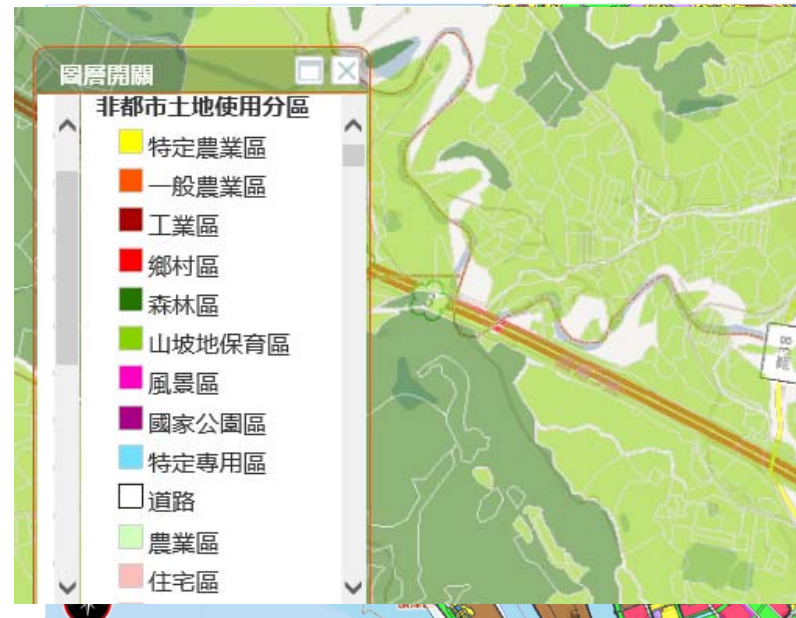 圖層開關
非都市土地使用分區
特定農業區
一般農業區
工業區
鄉村區
森林區
山坡地保育區
風景區
國家公園區
特定專用區
道路
農業區
住宅區